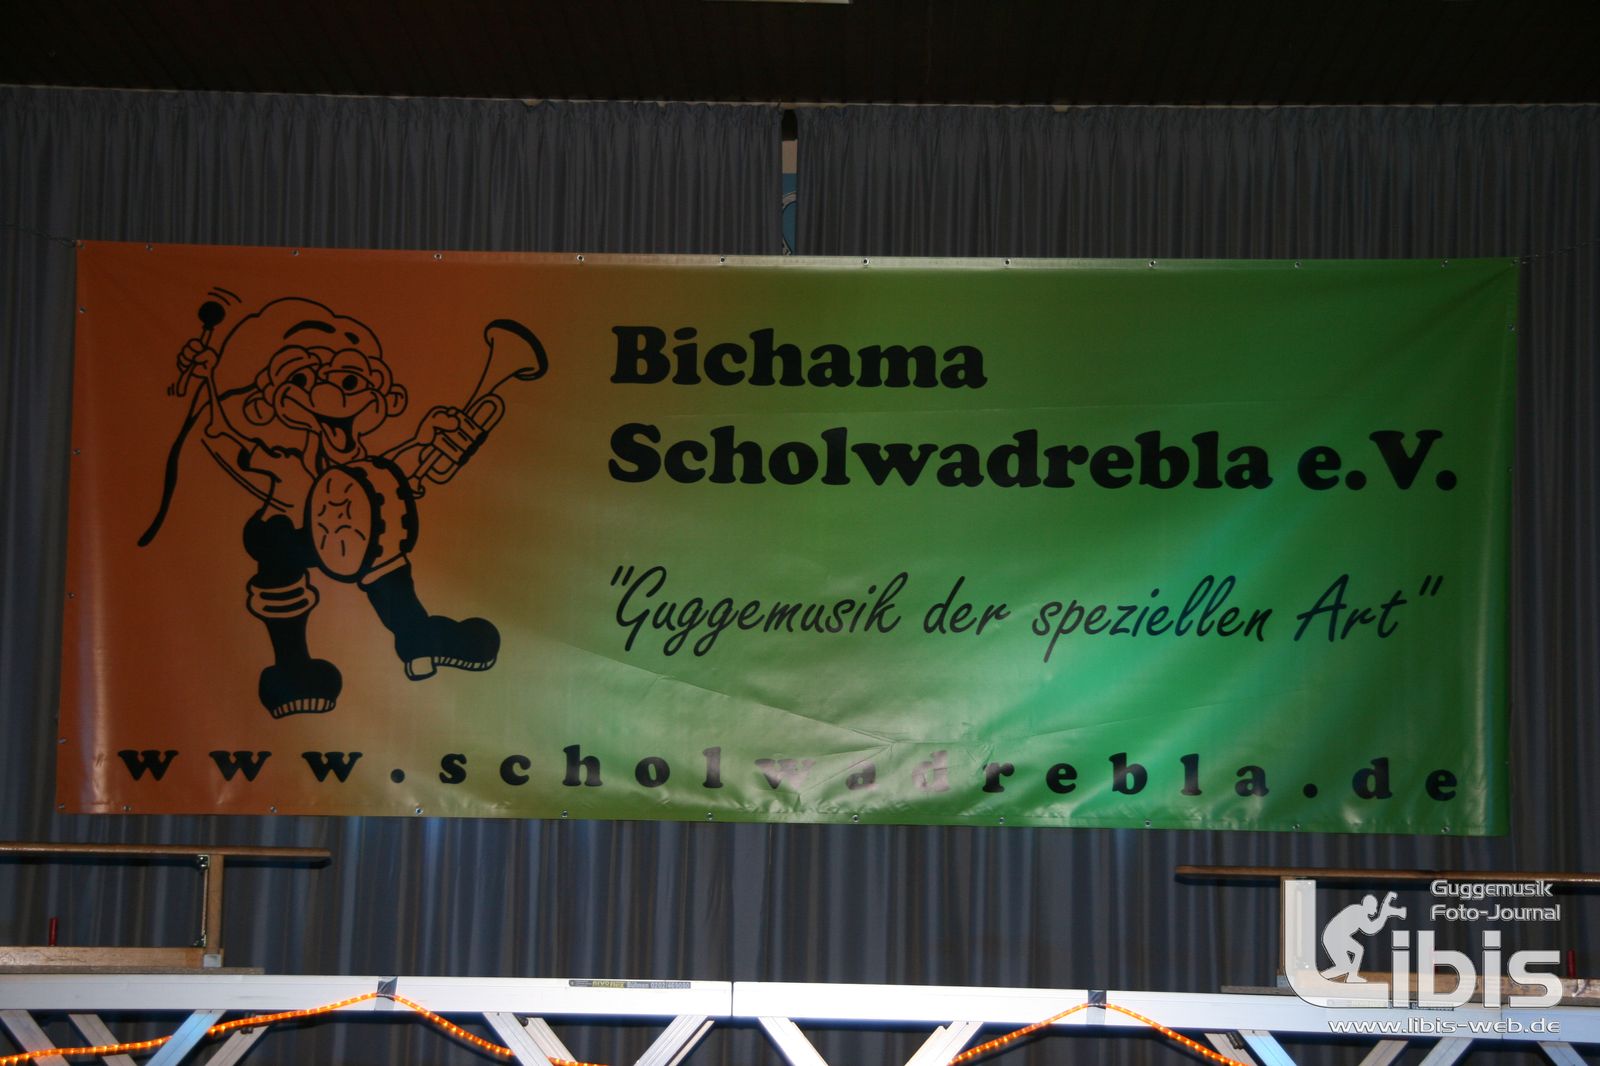 Bichama
Scholwadrebla e.V.
"Guggemusik der speziellen Art"
www.scholwadrebla.de
Guggemusik
Foto-Journal
Libis
www.libis-web.de